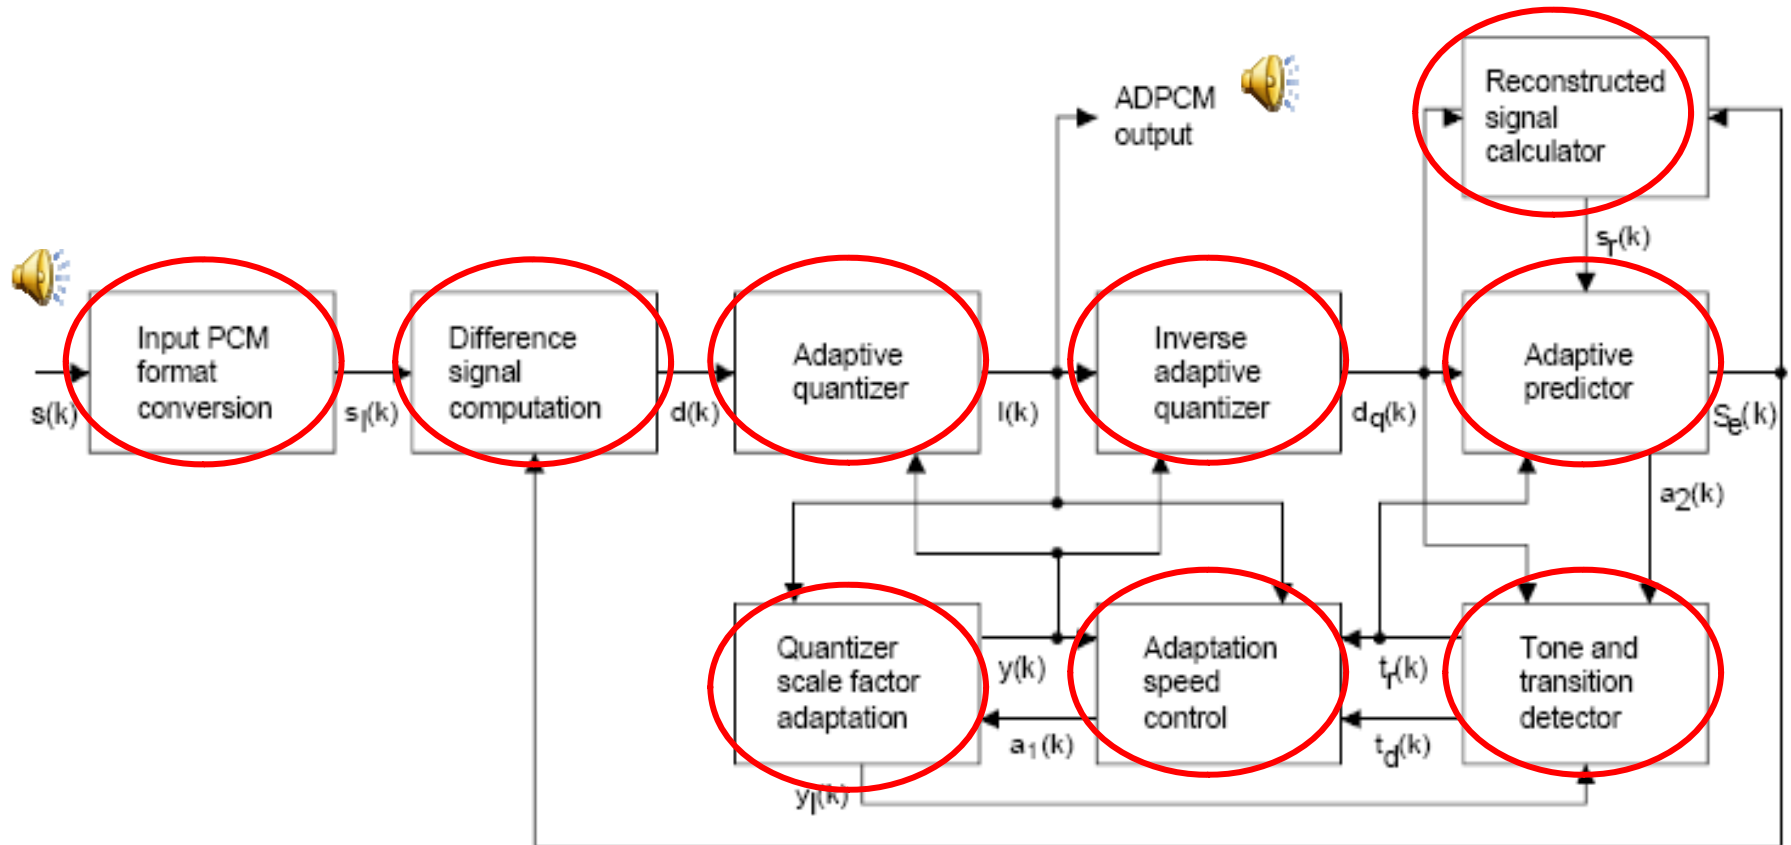 ADPCM
output
Reconstructed
signal
calculator
sr(k)
Input PCM
format
conversion
Difference
signal
computation
Adaptive
quantizer
Inverse
adaptive
quantizer
Adaptive
predictor
s(k)
sl(k)
d(k)
I(k)
dq(k)
Se(k)
a2(k)
Quantizer
scale factor
adaptation
y(k)
Adaptation
speed
control
tr(k)
Tone and
transition
detector
a1(k)
td(k)
yl(k)